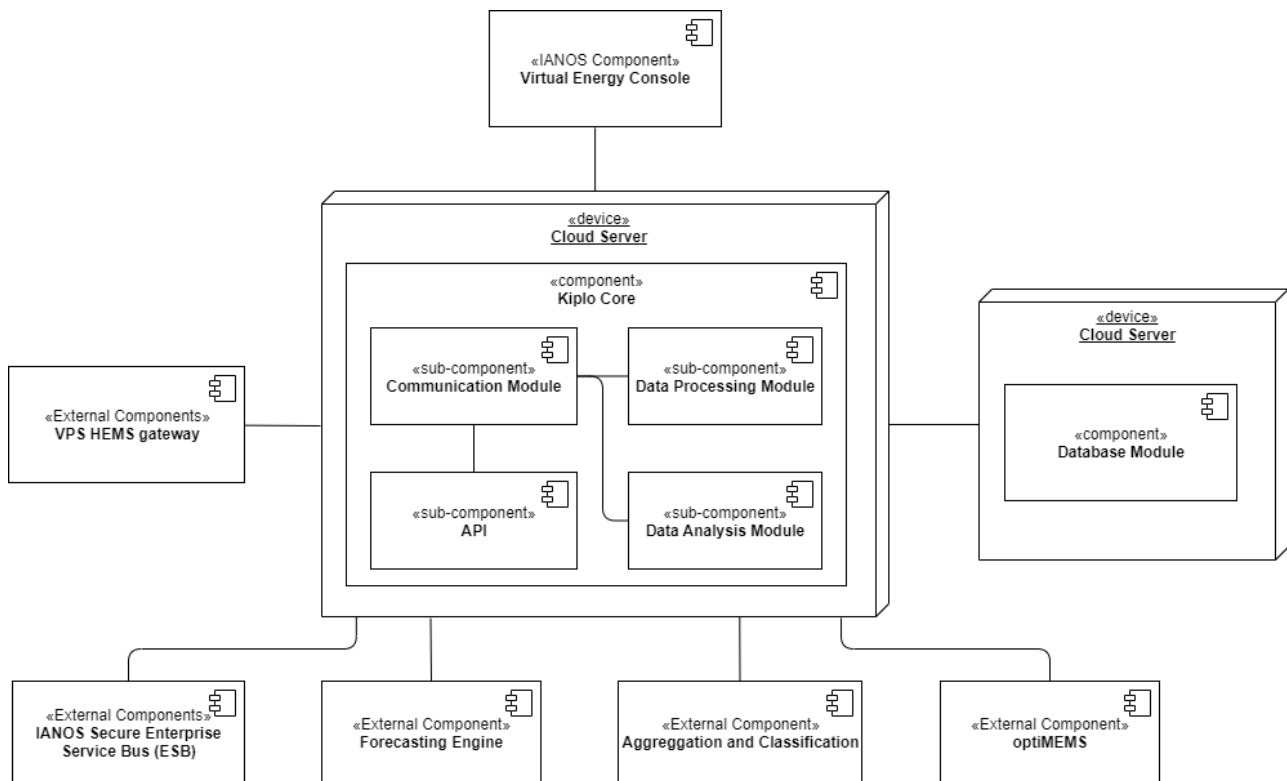 «IANOS Component»
Virtual Energy Console
«device»
Cloud Server
«component»
Kiplo Core
«sub-component»
Communication Module
«sub-component»
Data Processing Module
«sub-component»
API
«sub-component»
Data Analysis Module
«device»
Cloud Server
«component»
Database Module
«External Components»
VPS HEMS gateway
«External Components»
IANOS Secure Enterprise
Service Bus (ESB)
«External Component»
Forecasting Engine
«External Component»
Aggreggation and Classification
«External Component»
optiMEMS